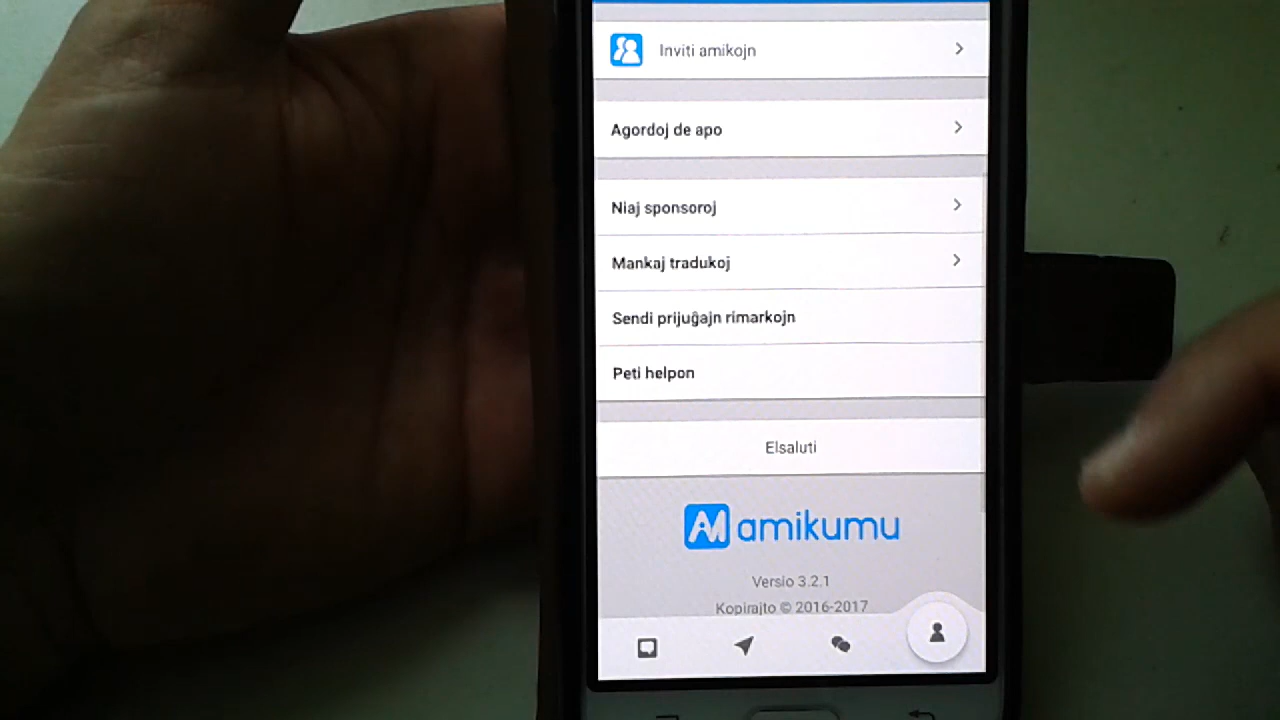 Inviti amikojn
Agordoj de apo
Niaj sponsoroj
Mankaj tradukoj
Sendi prijuĝajn rimarkojn
Peti helpon
Elsaluti
AM amikumu
Versio 3.2.1
Kopirajto © 2016-2017